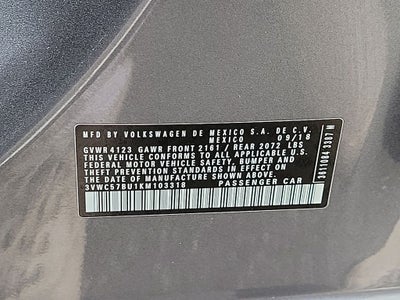 MFD BY VOLKSWAGEN DE MEXICO S.A. DE C.V.
MEXICO 09/18
GVWR 4123 GAWR FRONT 2161 / REAR 2072 LBS
THIS VEHICLE CONFORMS TO ALL APPLICABLE U.S.
FEDERAL MOTOR VEHICLE SAFETY, BUMPER AND
THEFT PREVENTION STANDARDS IN EFFECT ON THE
DATE OF MANUFACTURE SHOWN ABOVE.
3VWC57BU1KM103318 PASSENGER CAR